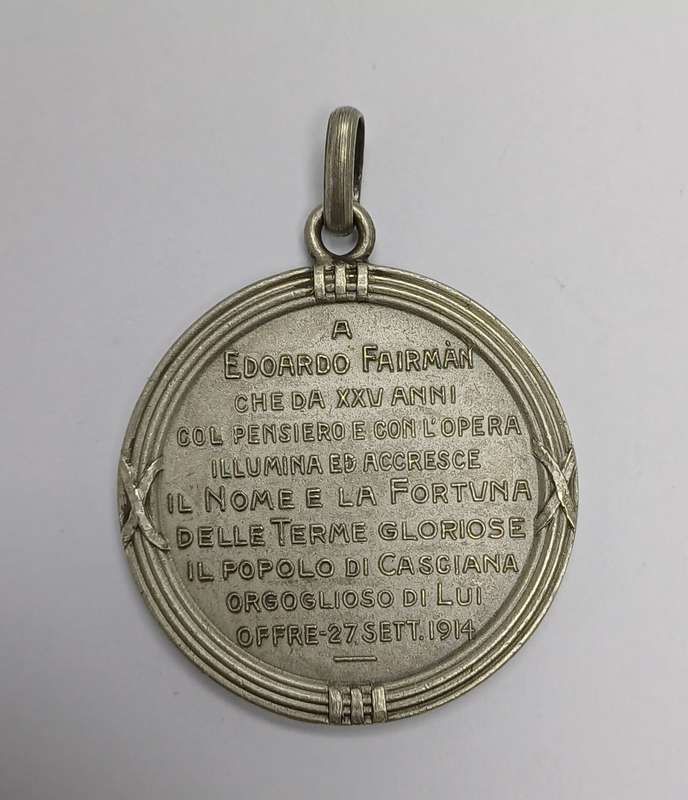 A
EDOARDO FAIRMÀN
CHE DA XXV ANNI
COL PENSIERO E CON L'OPERA
ILLUMINA ED ACCRESCE
IL NOME E LA FORTUNA
DELLE TERME GLORIOSE
IL POPOLO DI CASCIANA
ORGOGLIOSO DI LUI
OFFRE-27.SETT.1914